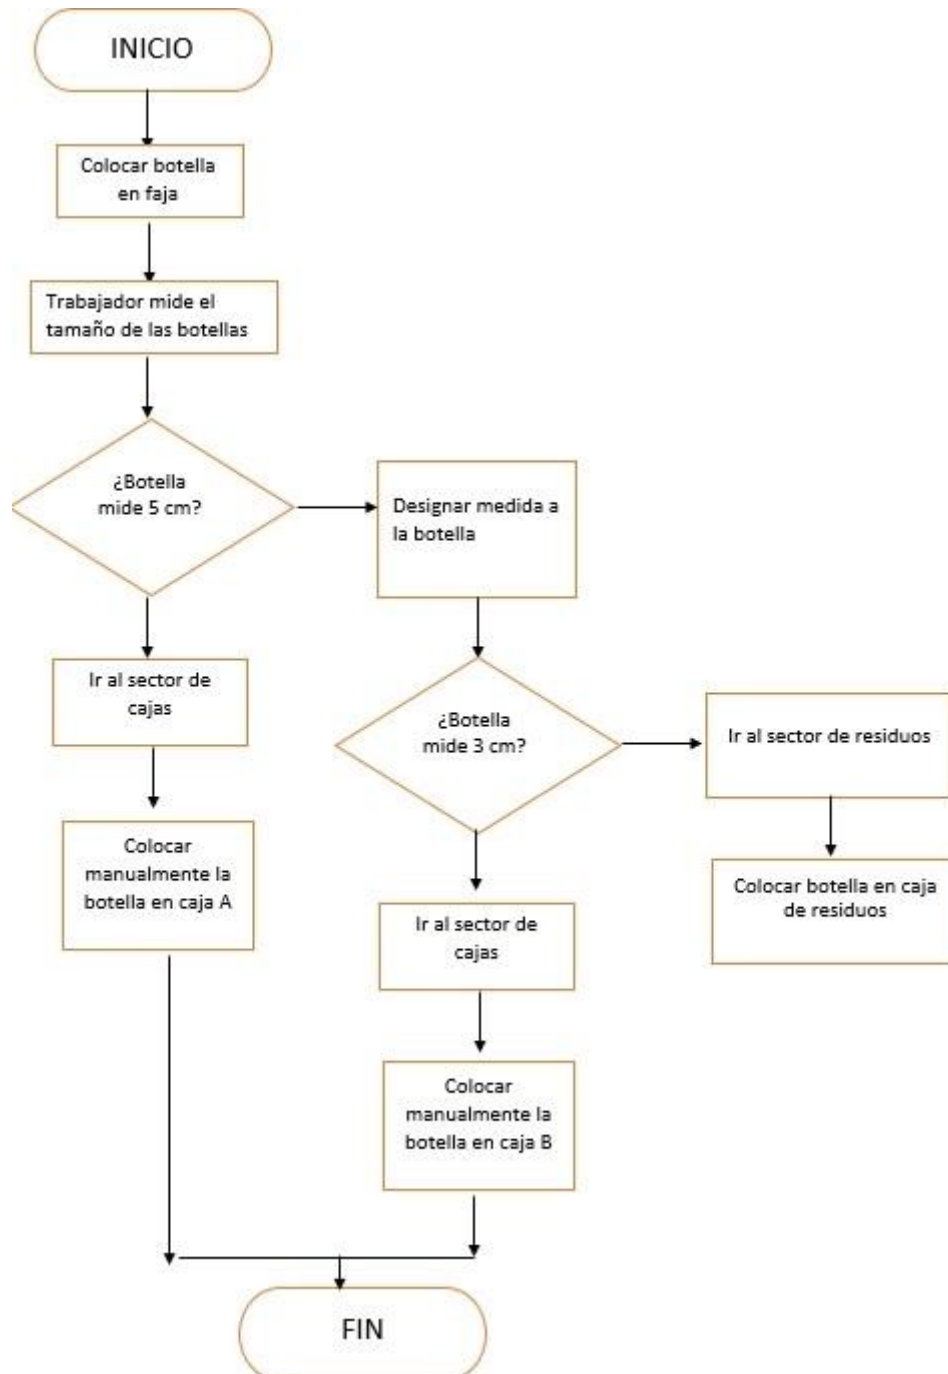 INICIO
Colocar botella
en faja
Trabajador mide el
tamaño de las botellas
¿Botella
mide 5 cm?
Designar medida a
la botella
Ir al sector de
cajas
¿Botella
mide 3 cm?
Ir al sector de residuos
Colocar
manualmente la
botella en caja A
Colocar botella en caja
de residuos
Ir al sector de
cajas
Colocar
manualmente la
botella en caja B
FIN